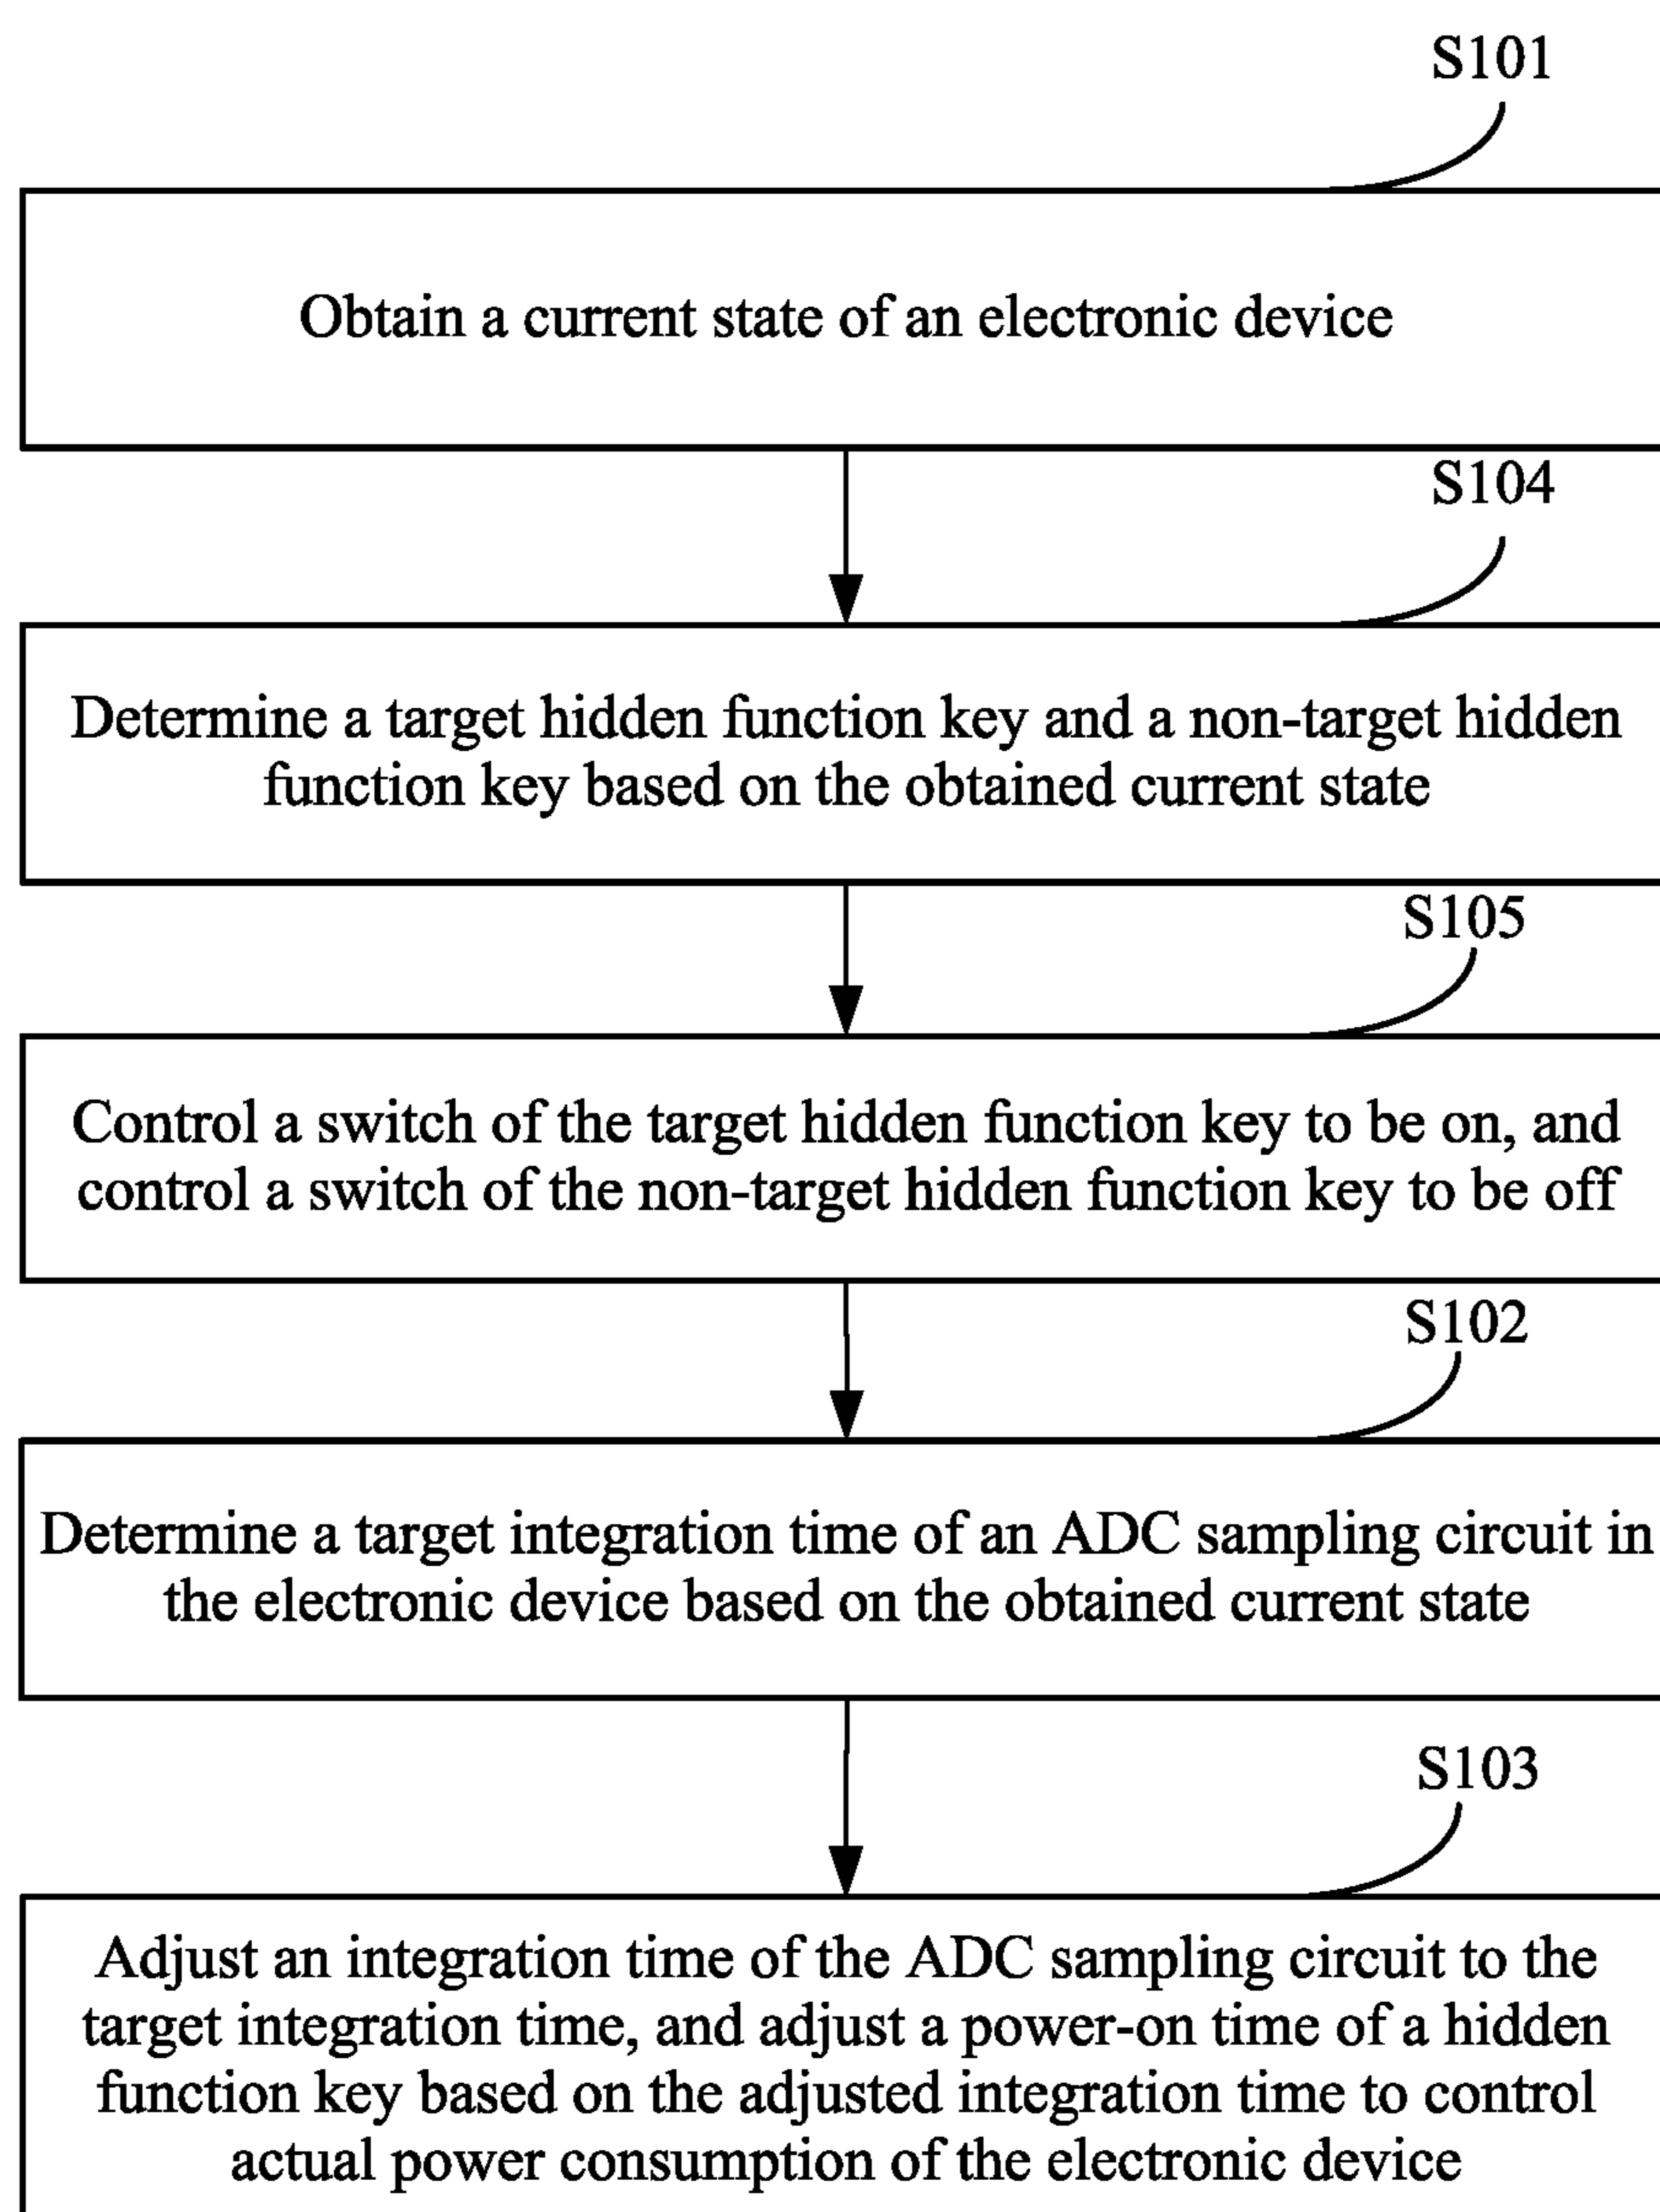 S101
Obtain a current state of an electronic device
S104
Determine a target hidden function key and a non-target hidden
function key based on the obtained current state
S105
Control a switch of the target hidden function key to be on, and
control a switch of the non-target hidden function key to be off
S102
Determine a target integration time of an ADC sampling circuit in
the electronic device based on the obtained current state
S103
Adjust an integration time of the ADC sampling circuit to the
target integration time, and adjust a power-on time of a hidden
function key based on the adjusted integration time to control
actual power consumption of the electronic device